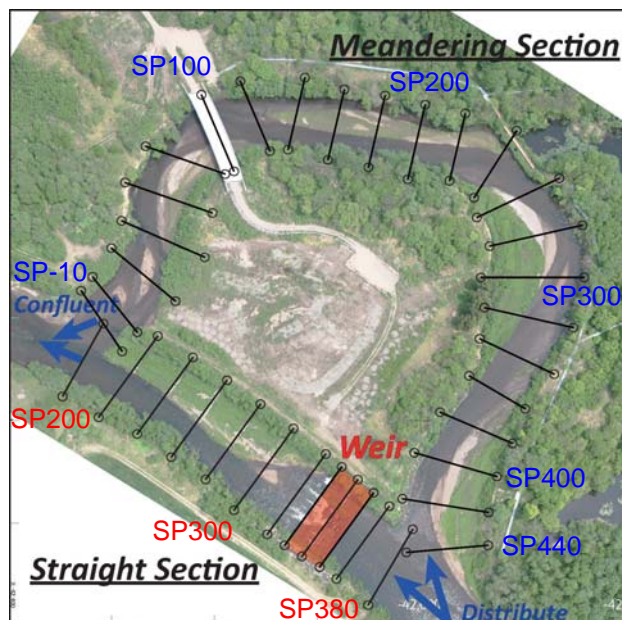 Meandering Section
SP100
SP200
SP-10
Confluent
SP300
SP200
Weir
SP400
SP300
SP440
Straight Section
SP380
Distribute